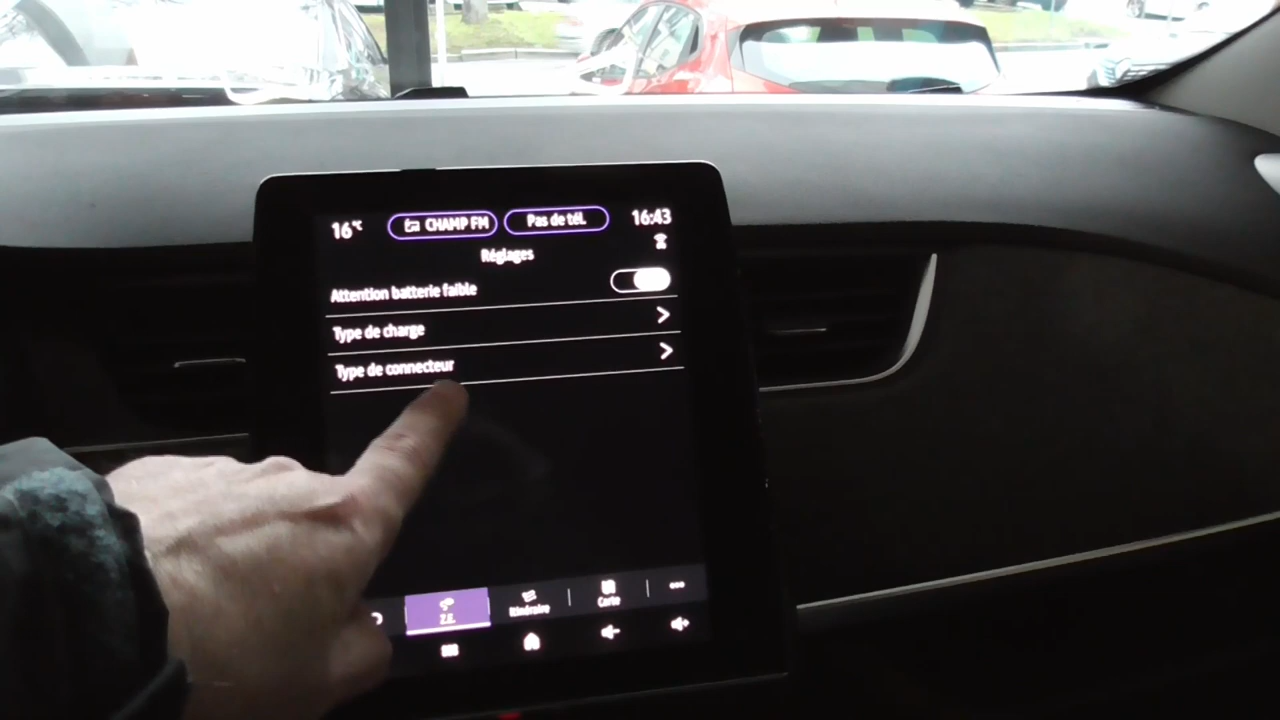 16°C CHAMP FM Pas de tél. 16:43
Réglages
Attention batterie faible
Type de charge
Type de connecteur
Z.E. Itinéraire Carte